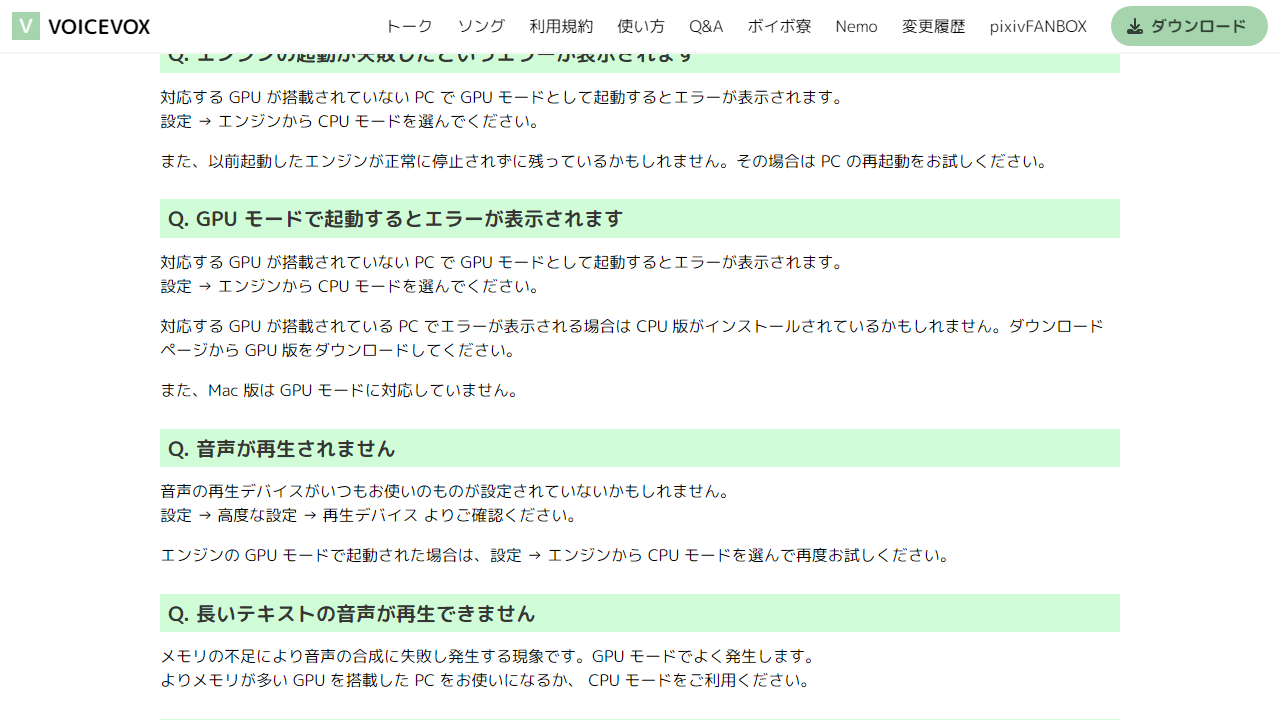 VOICEVOX
トーク ソング 利用規約 使い方 Q&A ボイボ寮 Nemo 変更履歴 pixivFANBOX ダウンロード
Q. エンジンの起動が失敗したというエラーが表示されます
対応する GPU が搭載されていない PC で GPU モードとして起動するとエラーが表示されます。
設定 → エンジンから CPU モードを選んでください。
また、以前起動したエンジンが正常に停止されずに残っているかもしれません。その場合は PC の再起動をお試しください。
Q. GPU モードで起動するとエラーが表示されます
対応する GPU が搭載されていない PC で GPU モードとして起動するとエラーが表示されます。
設定 → エンジンから CPU モードを選んでください。
対応する GPU が搭載されている PC でエラーが表示される場合は CPU 版がインストールされているかもしれません。ダウンロード
ページから GPU 版をダウンロードしてください。
また、Mac 版は GPU モードに対応していません。
Q. 音声が再生されません
音声の再生デバイスがいつもお使いのものが設定されていないかもしれません。
設定 → 高度な設定 → 再生デバイス よりご確認ください。
エンジンの GPU モードで起動された場合は、設定 → エンジンから CPU モードを選んで再度お試しください。
Q. 長いテキストの音声が再生できません
メモリの不足により音声の合成に失敗し発生する現象です。GPU モードでよく発生します。
よりメモリが多い GPU を搭載した PC をお使いになるか、 CPU モードをご利用ください。